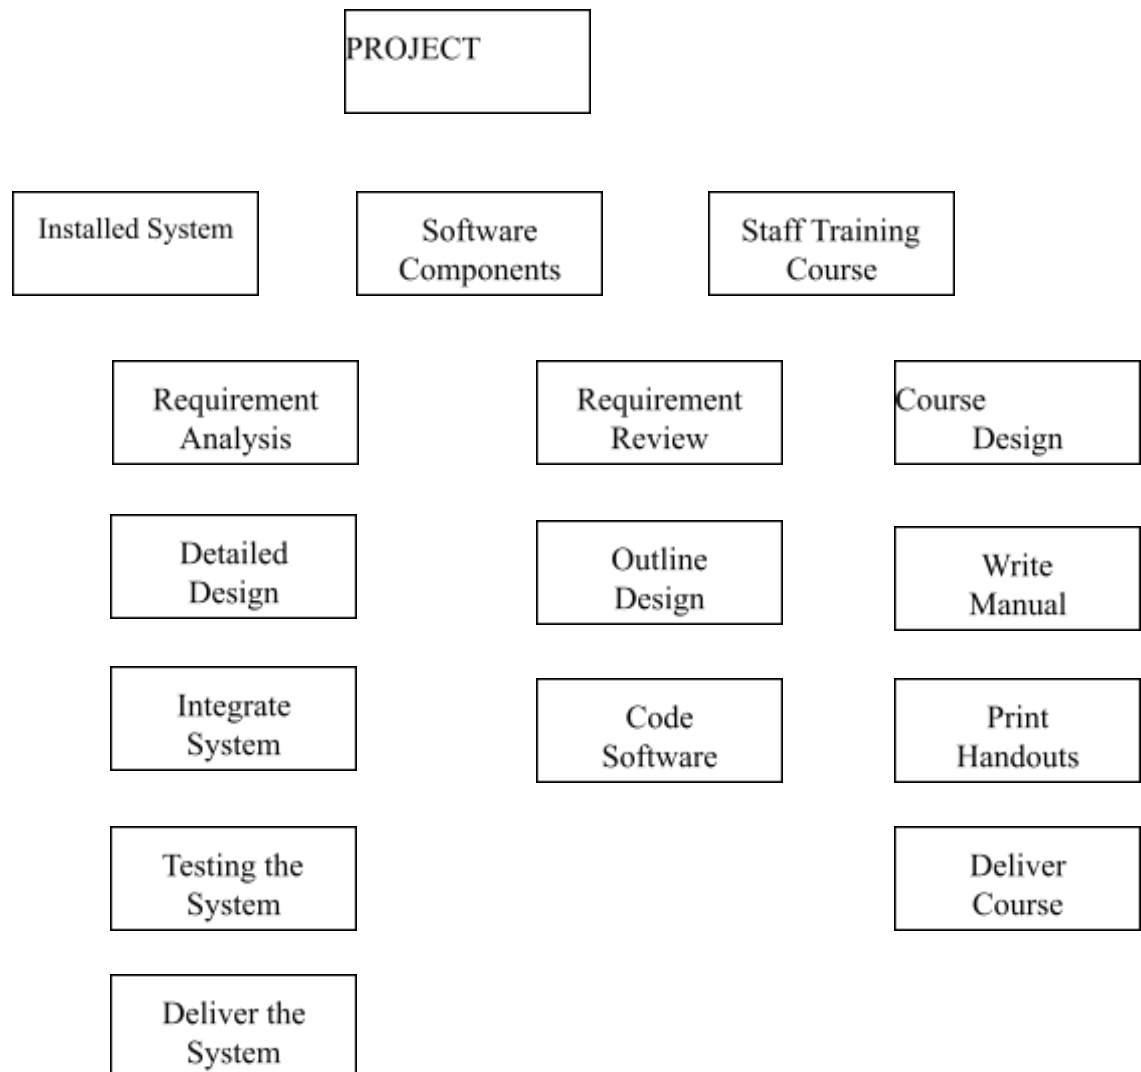 PROJECT
Installed System
Software
Components
Staff Training
Course
Requirement
Analysis
Requirement
Review
Course
Design
Detailed
Design
Outline
Design
Write
Manual
Integrate
System
Code
Software
Print
Handouts
Testing the
System
Deliver
Course
Deliver the
System